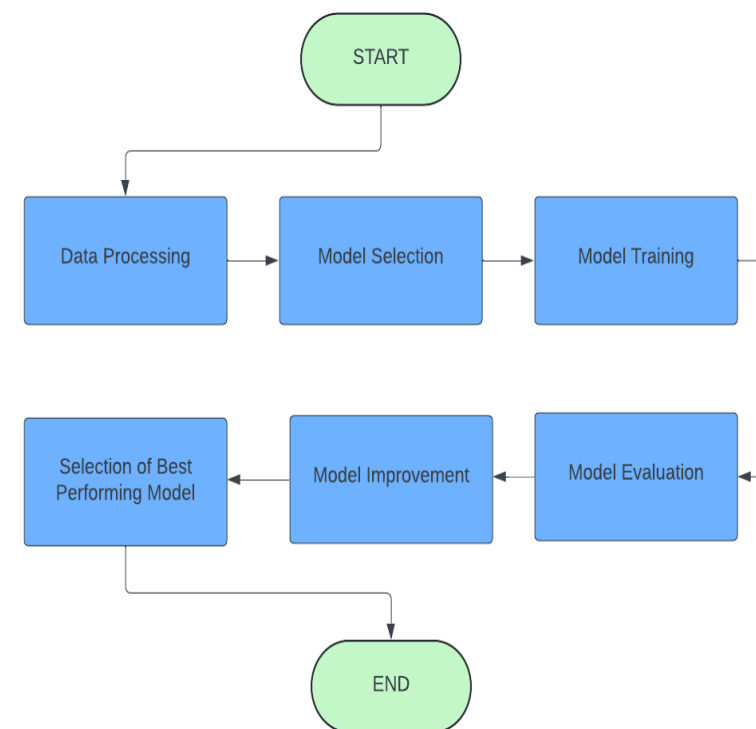 START
Data Processing
Model Selection
Model Training
Model Evaluation
Model Improvement
Selection of Best
Performing Model
END